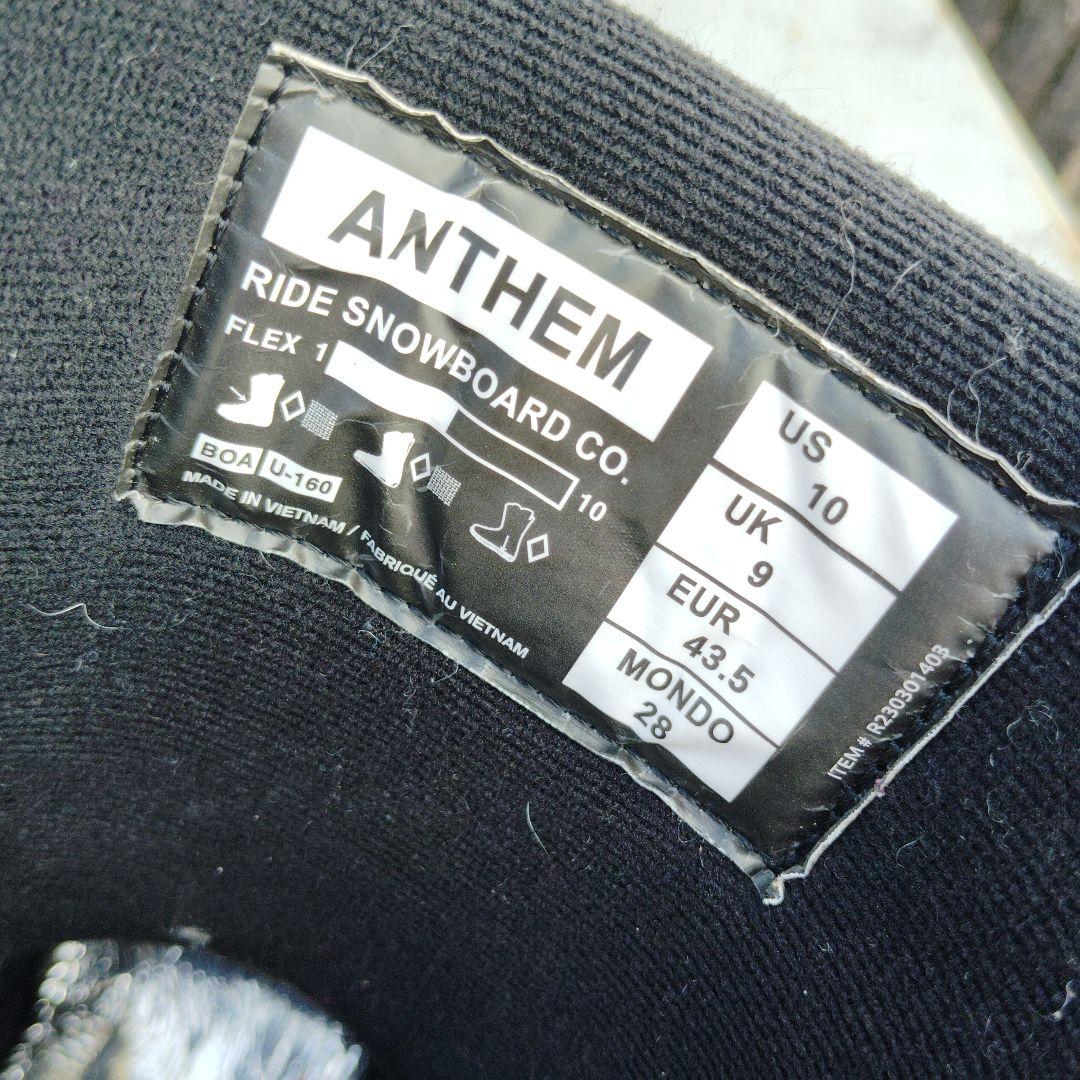 ANTHEM
RIDE SNOWBOARD CO.
FLEX 1 10
BOA U-160
MADE IN VIETNAM / FABRIQUÉ AU VIETNAM
US
10
UK
9
EUR
43.5
MONDO
28
ITEM # R230301403